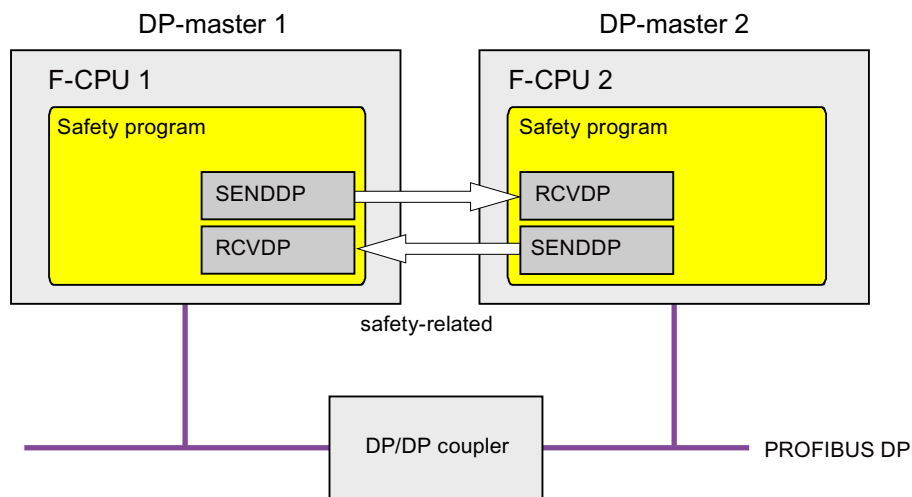 DP-master 1
DP-master 2
F-CPU 1
F-CPU 2
Safety program
Safety program
SENDDP
RCVDP
RCVDP
SENDDP
safety-related
DP/DP coupler
PROFIBUS DP